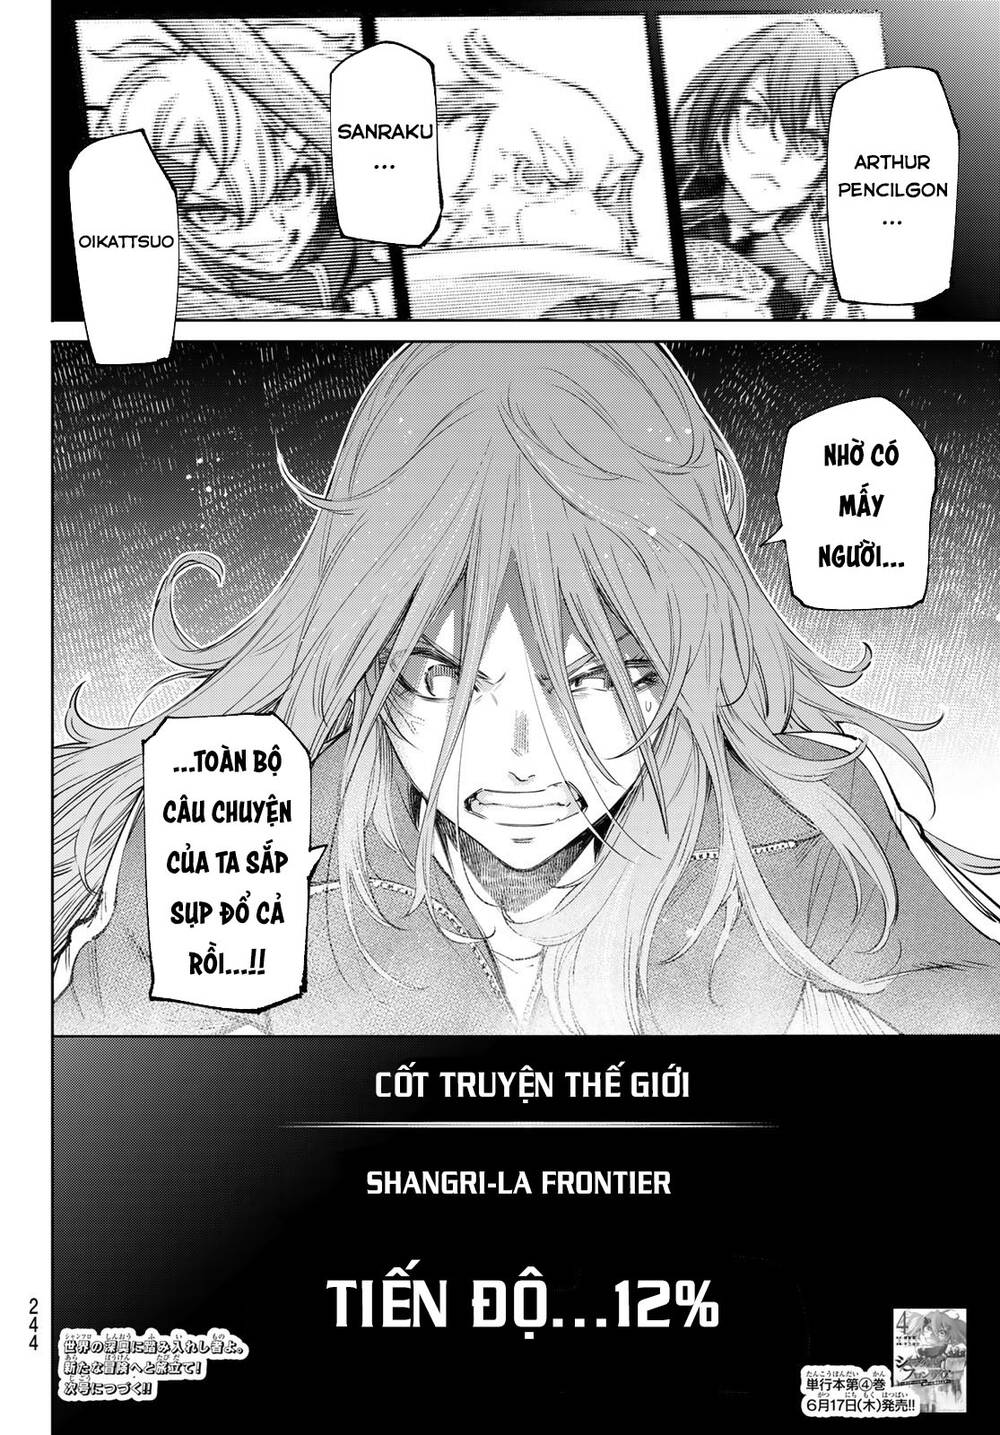 ARTHUR
PENCILGON
...
SANRAKU
...
OIKATTSUO
NHỜ CÓ
MẤY
NGƯỜI...
...TOÀN BỘ
CÂU CHUYỆN
CỦA TA SẮP
SỤP ĐỔ CẢ
RỒI...!!
CỐT TRUYỆN THẾ GIỚI
SHANGRI-LA FRONTIER
TIẾN ĐỘ...12%
244
世界の深奥に踏み入れし者よ。
新たな冒険へと旅立て!
次号につづく!!
4
単行本第④巻
6月17日(木)発売!!